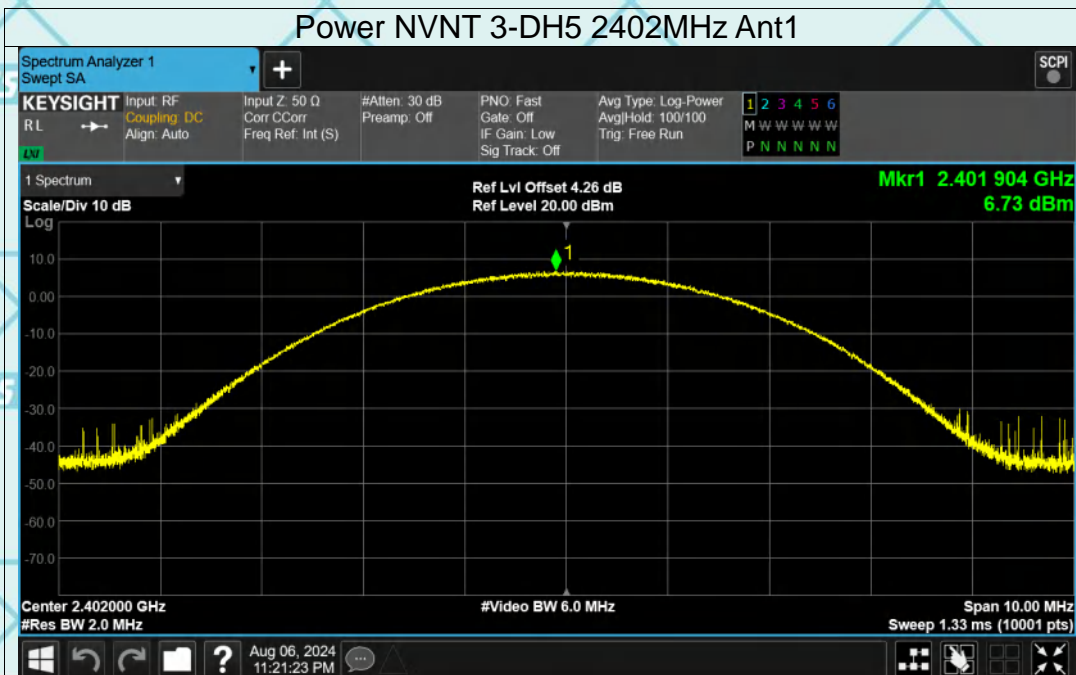 Power NVNT 3-DH5 2402MHz Ant1
Spectrum Analyzer 1
Swept SA
+
SCPI
KEYSIGHT Input: RF Input Z: 50 Ω #Atten: 30 dB PNO: Fast Avg Type: Log-Power 1 2 3 4 5 6
RL Coupling: DC Corr CCorr Preamp: Off Gate: Off Avg|Hold: 100/100 M W W W W W
Align: Auto Freq Ref: Int (S) IF Gain: Low Trig: Free Run P N N N N N
LXI Sig Track: Off
1 Spectrum Ref Lvl Offset 4.26 dB Mkr1 2.401 904 GHz
Scale/Div 10 dB Ref Level 20.00 dBm 6.73 dBm
Log
1
10.0
0.00
-10.0
-20.0
-30.0
-40.0
-50.0
-60.0
-70.0
Center 2.402000 GHz #Video BW 6.0 MHz Span 10.00 MHz
#Res BW 2.0 MHz Sweep 1.33 ms (10001 pts)
? Aug 06, 2024
11:21:23 PM